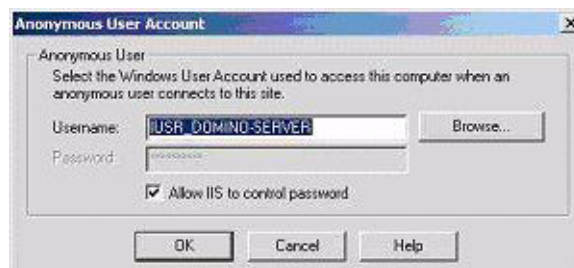 Anonymous User Account
Anonymous User
Select the Windows User Account used to access this computer when an
anonymous user connects to this site.
Username: IUSR_DOMINO-SERVER Browse...
Password: ********
Allow IIS to control password
OK Cancel Help